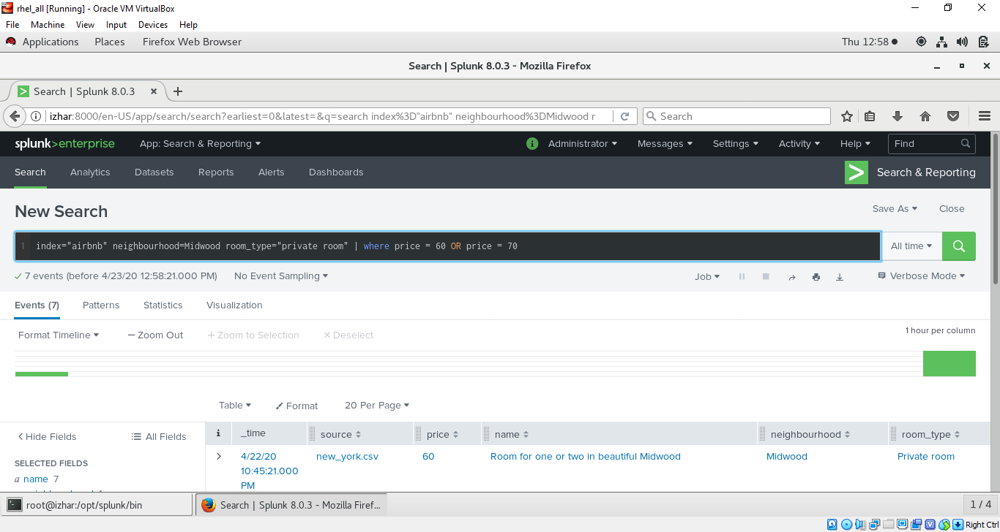 rhel_all [Running] - Oracle VM VirtualBox
File Machine View Input Devices Help
Applications Places Firefox Web Browser Thu 12:58
Search | Splunk 8.0.3 - Mozilla Firefox
Search | Splunk 8.0.3
izhar:8000/en-US/app/search/search?earliest=0&latest=&q=search index%3D"airbnb" neighbourhood%3DMidwood r Search
splunk>enterprise App: Search & Reporting Administrator Messages Settings Activity Help Find
Search Analytics Datasets Reports Alerts Dashboards Search & Reporting
New Search Save As Close
1 index="airbnb" neighbourhood=Midwood room_type="private room" | where price = 60 OR price = 70 All time
7 events (before 4/23/20 12:58:21.000 PM) No Event Sampling Job Verbose Mode
Events (7) Patterns Statistics Visualization
Format Timeline — Zoom Out + Zoom to Selection × Deselect 1 hour per column
Table Format 20 Per Page
Hide Fields All Fields i _time source price name neighbourhood room_type
SELECTED FIELDS
a name 7
4/22/20 new_york.csv 60 Room for one or two in beautiful Midwood Midwood Private room
10:45:21.000
PM
root@izhar:/opt/splunk/bin Search | Splunk 8.0.3 - Mozilla Firef... 1 / 4
Right Ctrl